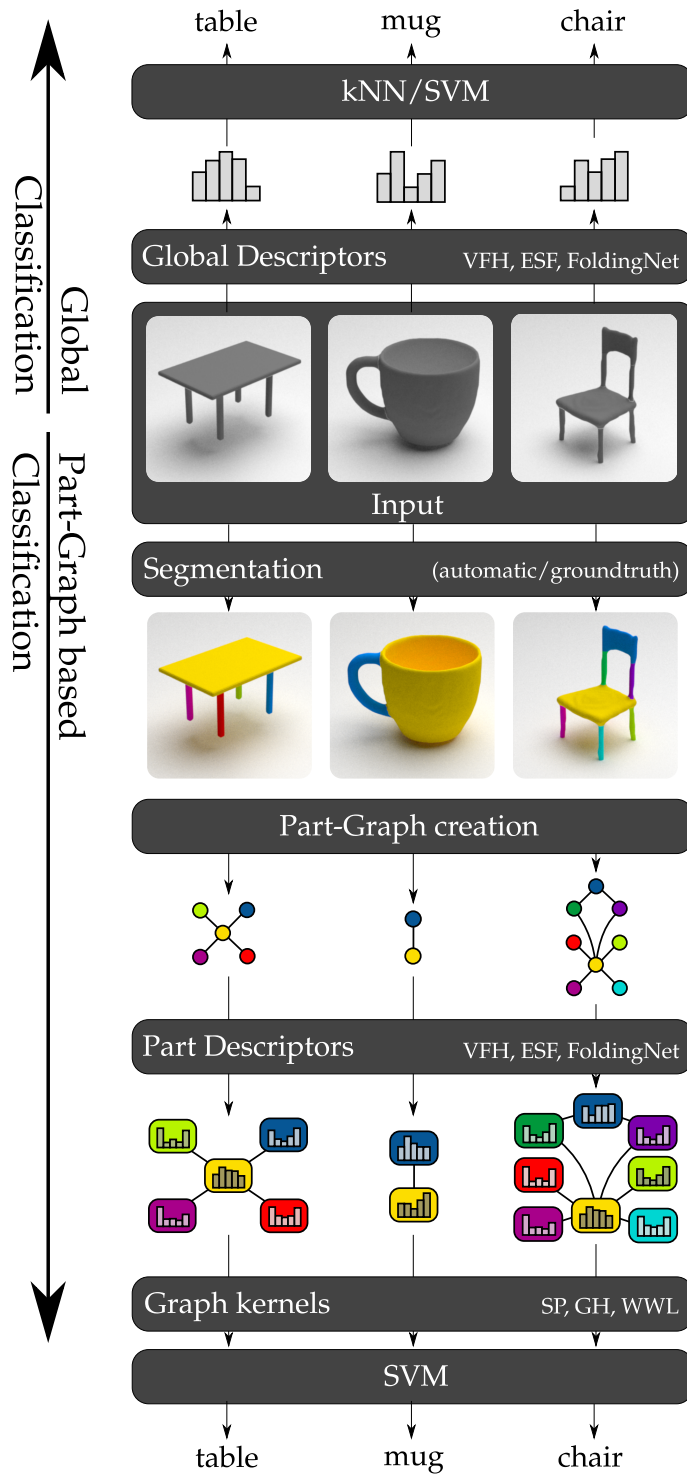 table mug chair
kNN/SVM
Global Descriptors VFH, ESF, FoldingNet
Global
Classification
Input
Part-Graph based
Classification
Segmentation (automatic/groundtruth)
Part-Graph creation
Part Descriptors VFH, ESF, FoldingNet
Graph kernels SP, GH, WWL
SVM
table mug chair